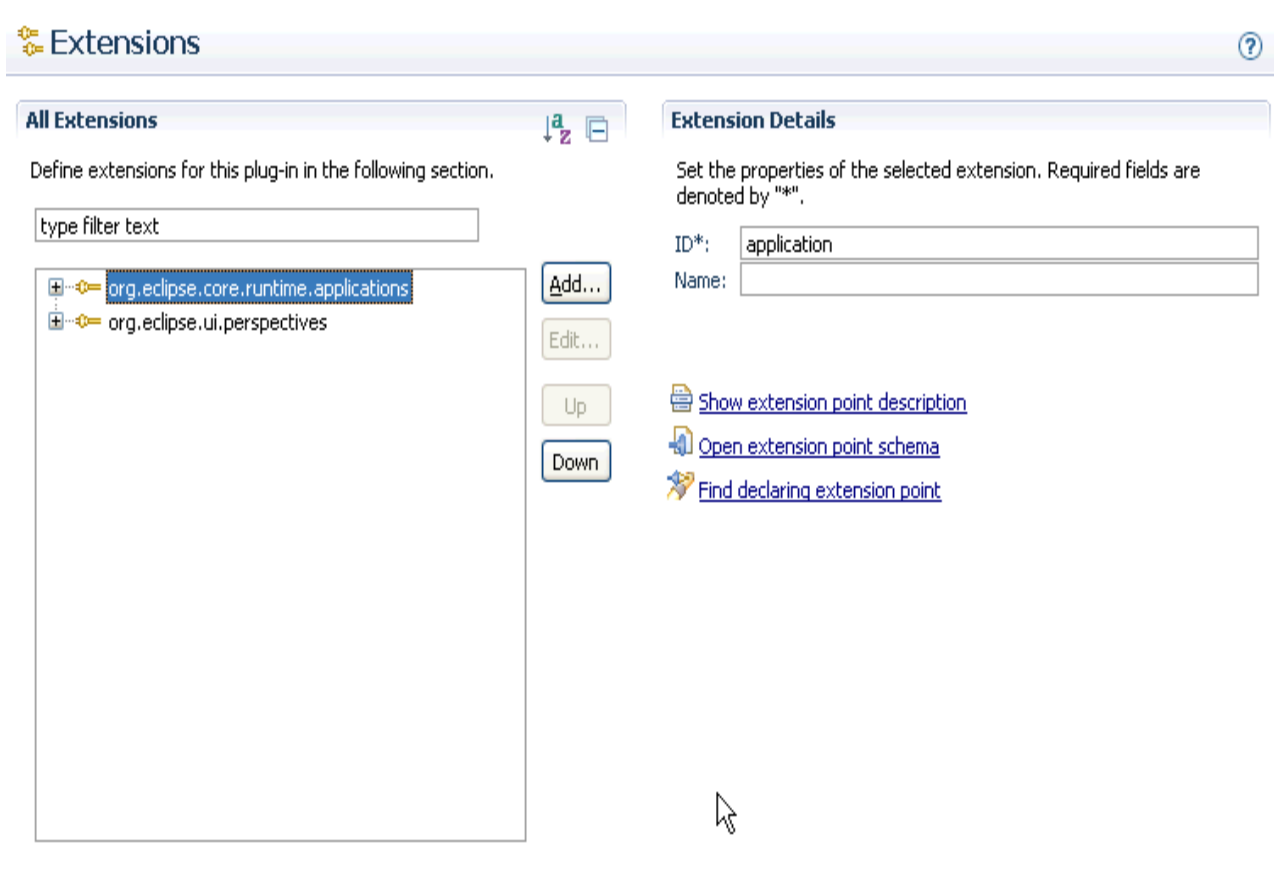 Extensions
All Extensions
Define extensions for this plug-in in the following section.
type filter text
org.eclipse.core.runtime.applications
org.eclipse.ui.perspectives
Add...
Edit...
Up
Down
Extension Details
Set the properties of the selected extension. Required fields are
denoted by "*".
ID*: application
Name:
Show extension point description
Open extension point schema
Find declaring extension point